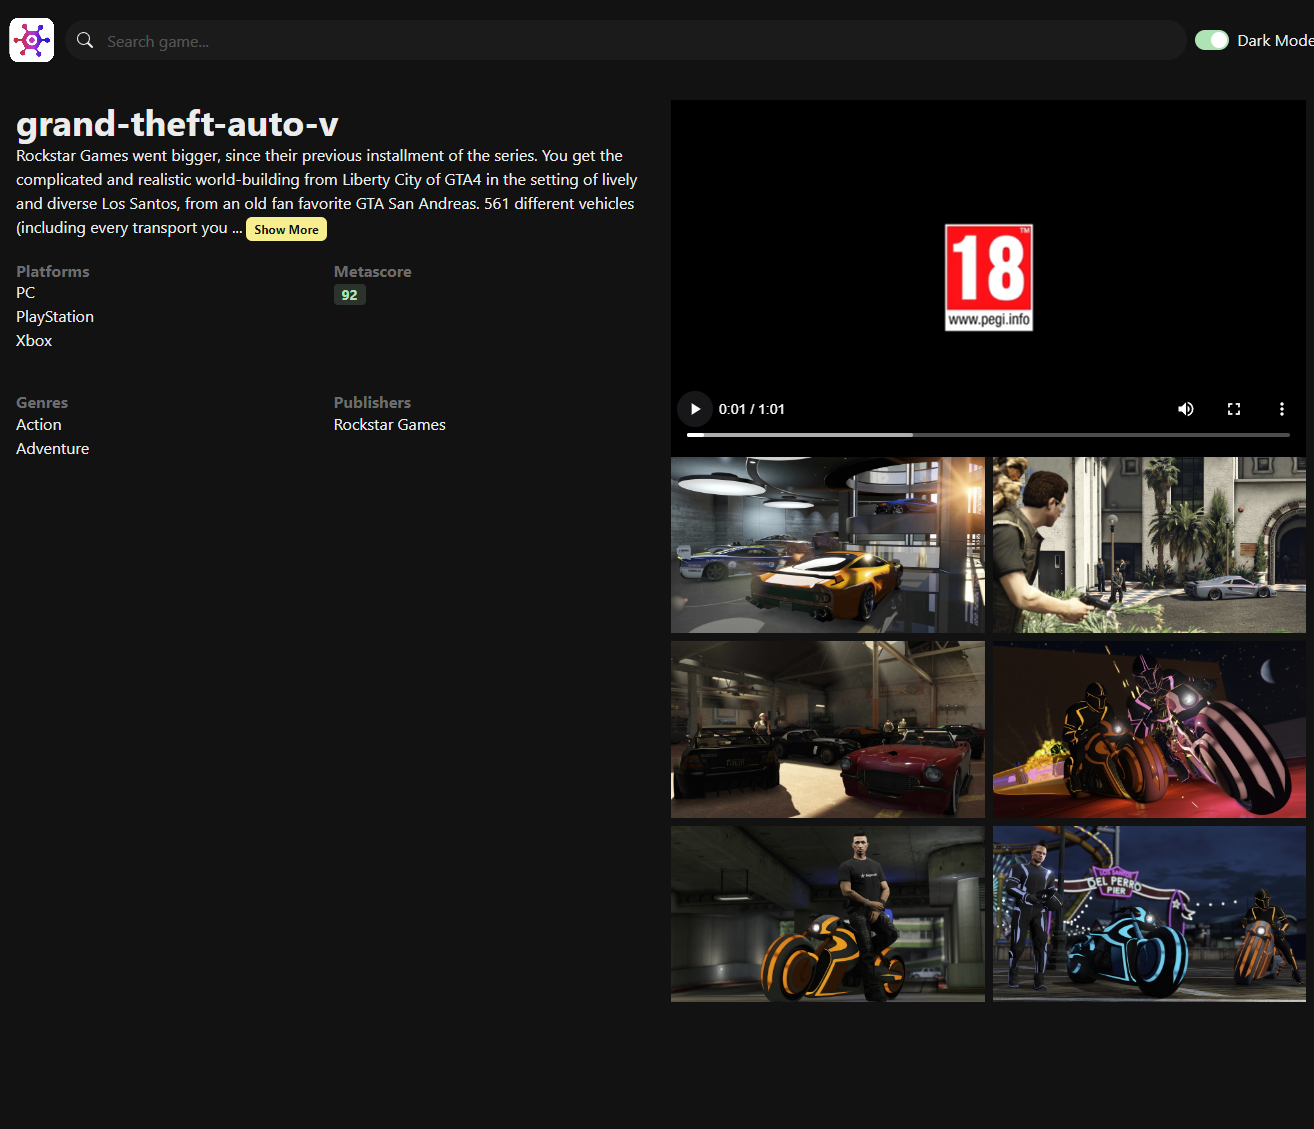 Search game...
Dark Mode
grand-theft-auto-v
Rockstar Games went bigger, since their previous installment of the series. You get the
complicated and realistic world-building from Liberty City of GTA4 in the setting of lively
and diverse Los Santos, from an old fan favorite GTA San Andreas. 561 different vehicles
(including every transport you ... Show More
Platforms
PC
PlayStation
Xbox
Metascore
92
Genres
Action
Adventure
Publishers
Rockstar Games
18
TM
www.pegi.info
0:01 / 1:01
LOS SANTOS
DEL PERRO
PIER